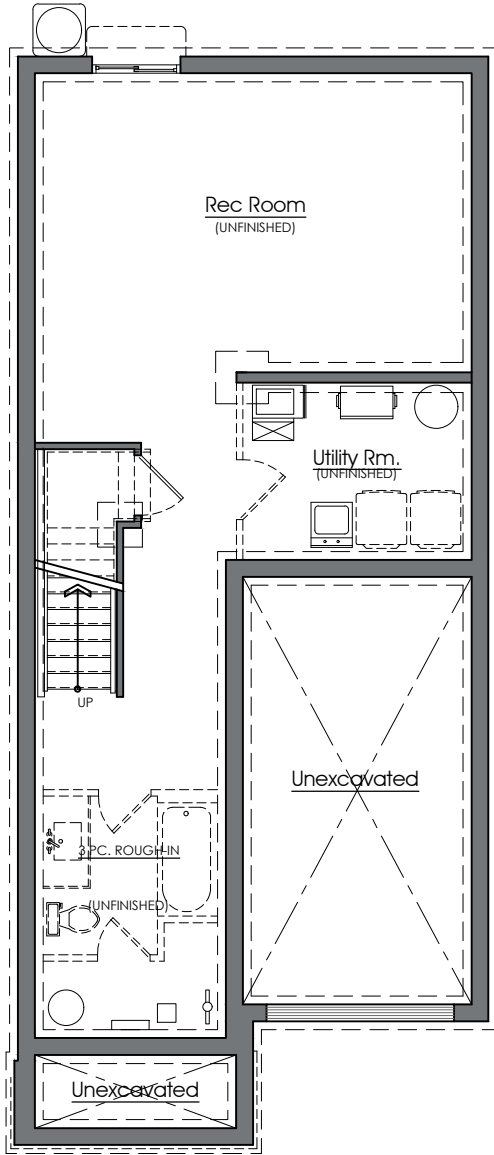 Rec Room
(UNFINISHED)
Utility Rm.
(UNFINISHED)
UP
Unexcavated
3 PC. ROUGH-IN
(UNFINISHED)
Unexcavated